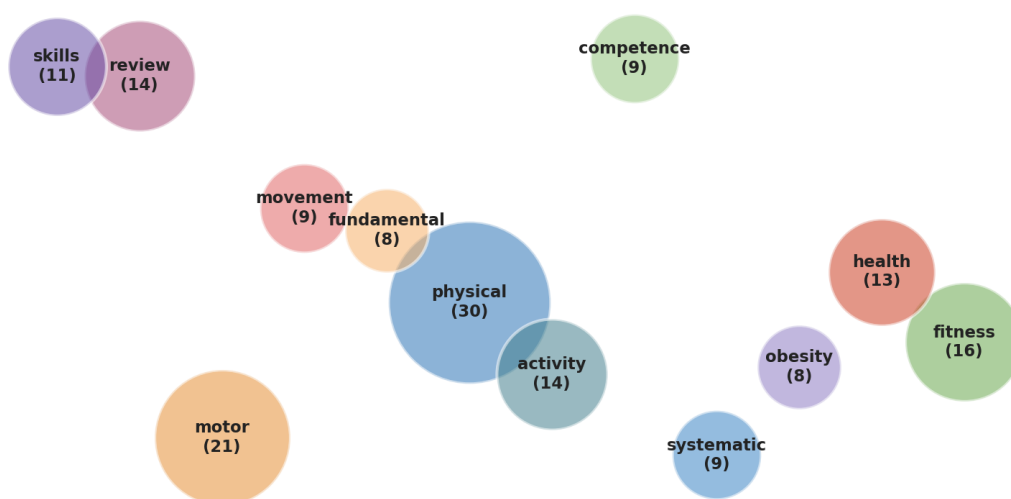 skills
(11)
review
(14)
competence
(9)
movement
(9)
fundamental
(8)
physical
(30)
health
(13)
fitness
(16)
activity
(14)
obesity
(8)
motor
(21)
systematic
(9)